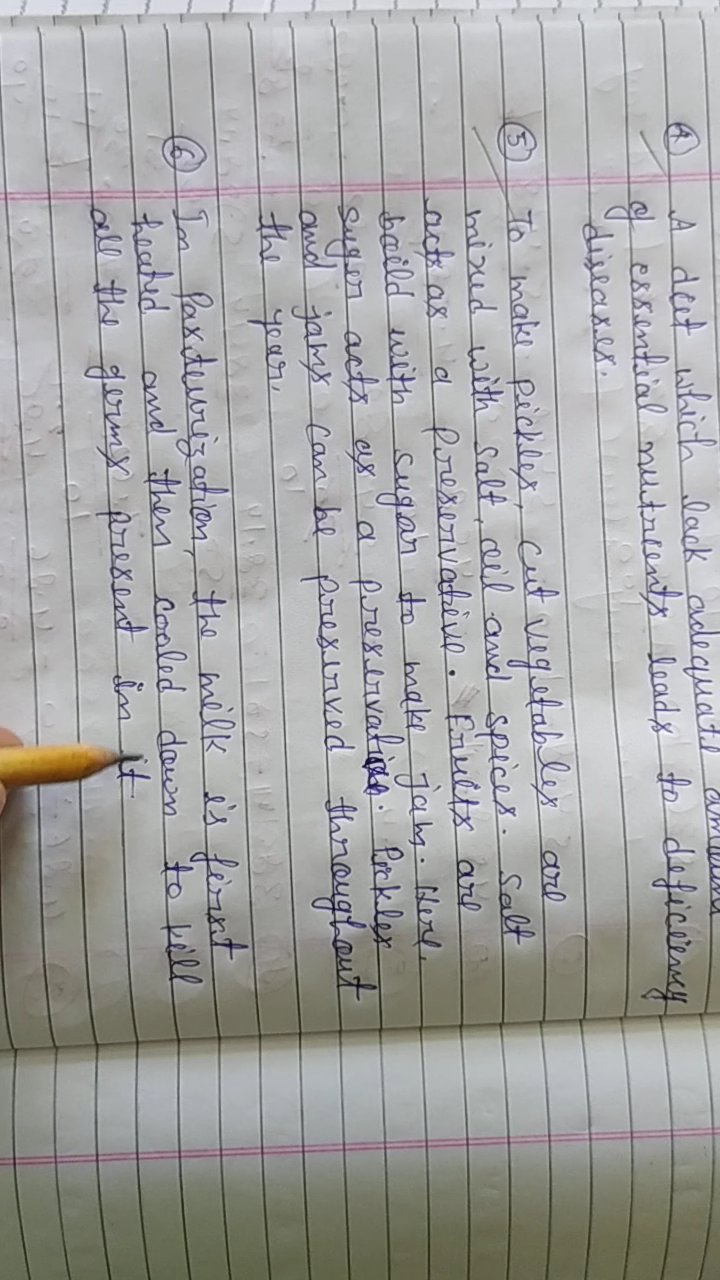 4 A diet which lack adequate amount
of essential nutrients leads to deficiency
diseases.
5 To make pickles, cut vegetables are
mixed with salt, oil and spices. Salt
acts as a preservative. Fruits are
boild with sugar to make jam. Here,
suger acts as a preservative. Pickles
and jams can be preserved throughout
the year.
6 In Pasteurization, the milk is first
heated and then cooled down to kill
all the germs present in it.